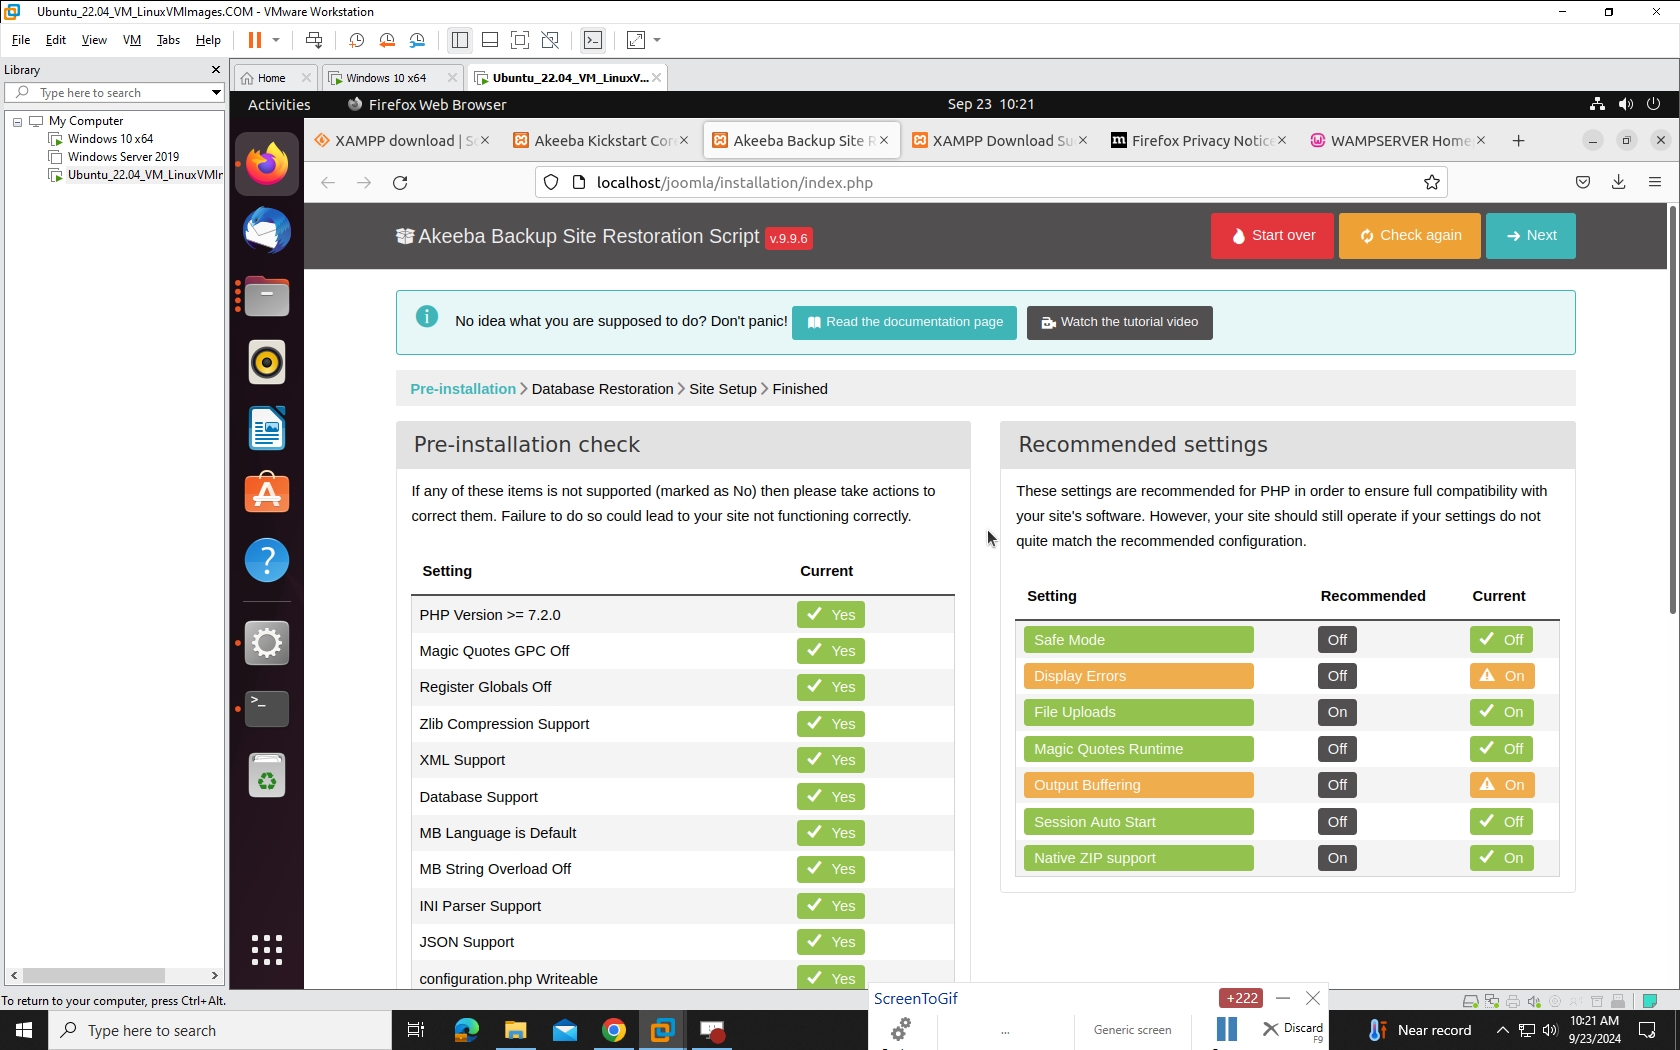 Ubuntu_22.04_VM_LinuxVMImages.COM - VMware Workstation
File Edit View VM Tabs Help
Library
Type here to search
My Computer
Windows 10 x64
Windows Server 2019
Ubuntu_22.04_VM_LinuxVMIr
Home
Windows 10 x64
Ubuntu_22.04_VM_LinuxV...
Activities
Firefox Web Browser
Sep 23 10:21
XAMPP download | S
Akeeba Kickstart Cor
Akeeba Backup Site R
XAMPP Download Su
Firefox Privacy Notice
WAMPSERVER Home
localhost/joomla/installation/index.php
Akeeba Backup Site Restoration Script v.9.9.6
Start over
Check again
Next
No idea what you are supposed to do? Don't panic!
Read the documentation page
Watch the tutorial video
Pre-installation > Database Restoration > Site Setup > Finished
Pre-installation check
If any of these items is not supported (marked as No) then please take actions to
correct them. Failure to do so could lead to your site not functioning correctly.
Setting Current
PHP Version >= 7.2.0 Yes
Magic Quotes GPC Off Yes
Register Globals Off Yes
Zlib Compression Support Yes
XML Support Yes
Database Support Yes
MB Language is Default Yes
MB String Overload Off Yes
INI Parser Support Yes
JSON Support Yes
configuration.php Writeable Yes
Recommended settings
These settings are recommended for PHP in order to ensure full compatibility with
your site's software. However, your site should still operate if your settings do not
quite match the recommended configuration.
Setting Recommended Current
Safe Mode Off Off
Display Errors Off On
File Uploads On On
Magic Quotes Runtime Off Off
Output Buffering Off On
Session Auto Start Off Off
Native ZIP support On On
To return to your computer, press Ctrl+Alt.
ScreenToGif
+222
...
Generic screen
Discard
F9
Type here to search
Near record
10:21 AM
9/23/2024